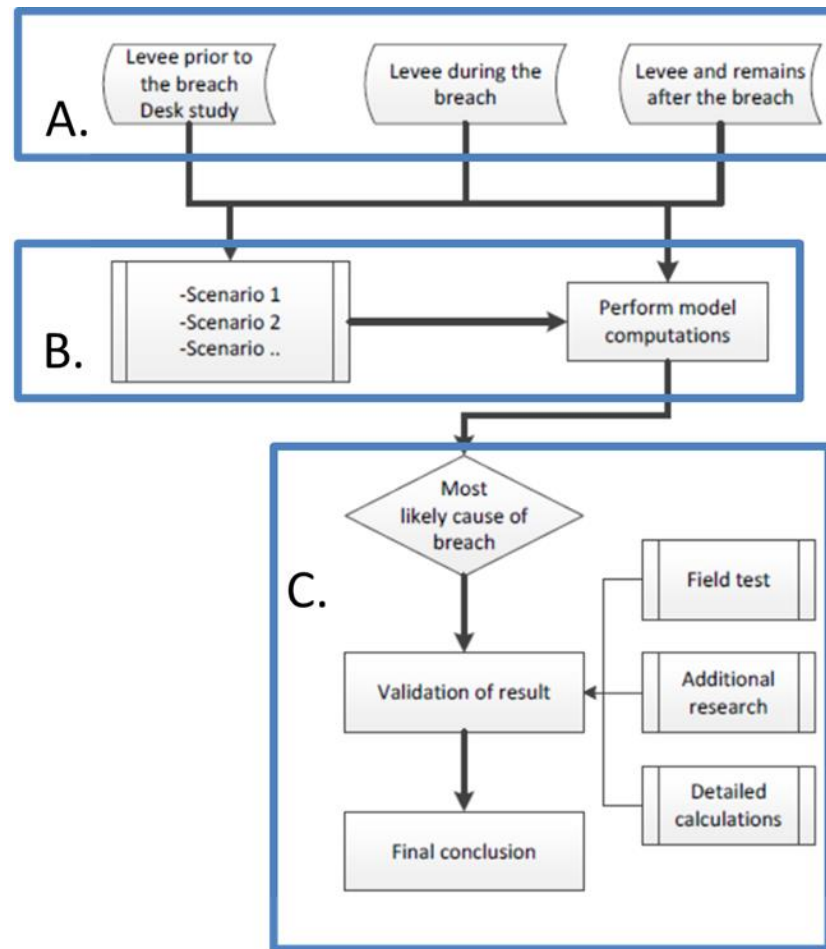 Levee prior to
the breach
Desk study
Levee during the
breach
Levee and remains
after the breach
A.
-Scenario 1
-Scenario 2
-Scenario ..
Perform model
computations
B.
Most
likely cause of
breach
C.
Field test
Validation of result
Additional
research
Detailed
calculations
Final conclusion